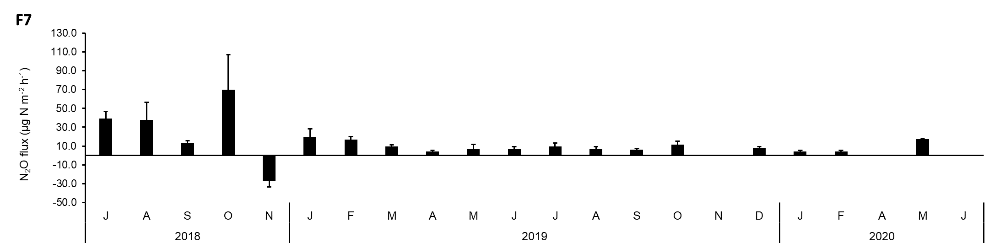 F7
130.0
110.0
90.0
70.0
50.0
30.0
10.0
-10.0
-30.0
-50.0
N₂O flux (µg N m⁻² h⁻¹)
J A S O N J F M A M J J A S O N D J F A M J
2018 2019 2020